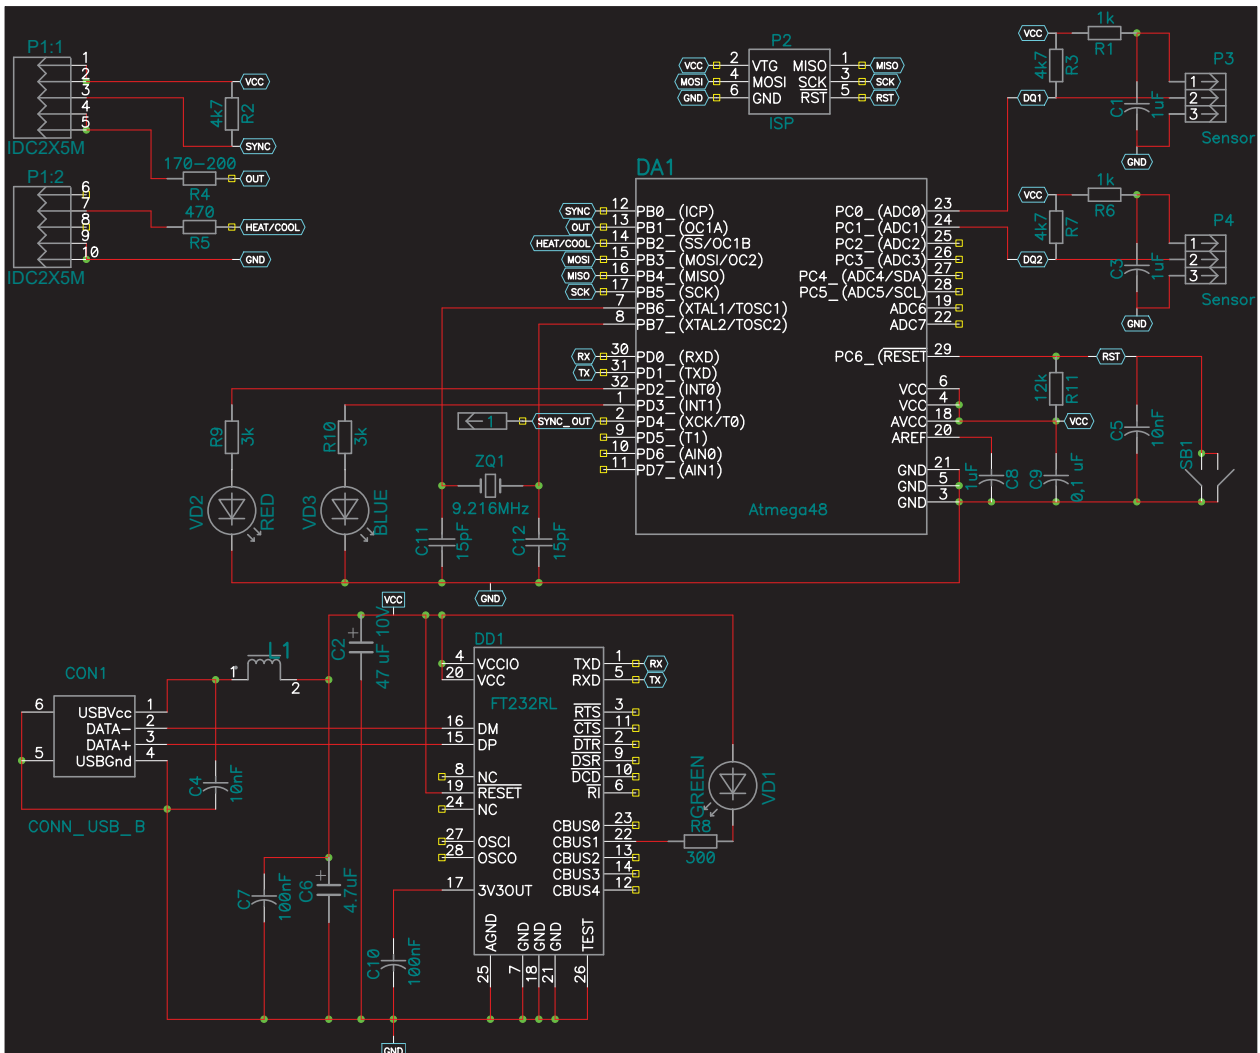 P1:1
1
2
3
4
5
IDC2X5M
VCC
4k7
R2
SYNC
170-200
R4
OUT
P1:2
6
7
8
9
10
IDC2X5M
470
R5
HEAT/COOL
GND
P2
VCC 2 VTG MISO 1 MISO
MOSI 4 MOSI SCK 3 SCK
GND 6 GND RST 5 RST
ISP
VCC
1k
R1
4k7
R3
DQ1
C1
1uF
GND
P3
1
2
3
Sensor
VCC
1k
R6
4k7
R7
DQ2
C3
1uF
GND
P4
1
2
3
Sensor
DA1
SYNC 12 PB0_(ICP)
OUT 13 PB1_(OC1A)
HEAT/COOL 14 PB2_(SS/OC1B
MOSI 15 PB3_(MOSI/OC2)
MISO 16 PB4_(MISO)
SCK 17 PB5_(SCK)
7 PB6_(XTAL1/TOSC1)
8 PB7_(XTAL2/TOSC2)
RX 30 PD0_(RXD)
TX 31 PD1_(TXD)
32 PD2_(INT0)
1 PD3_(INT1)
1 SYNC_OUT 2 PD4_(XCK/T0)
9 PD5_(T1)
10 PD6_(AIN0)
11 PD7_(AIN1)
PC0_(ADC0) 23
PC1_(ADC1) 24
PC2_(ADC2) 25
PC3_(ADC3) 26
PC4_(ADC4/SDA) 27
PC5_(ADC5/SCL) 28
ADC6 19
ADC7 22
PC6_(RESET 29
VCC 6
VCC 4
AVCC 18
AREF 20
GND 21
GND 5
GND 3
Atmega48
RST
12k
R11
VCC
C5
10nF
SB1
1uF
C8
C9
0,1 uF
R9
3k
R10
3k
VD2
RED
VD3
BLUE
ZQ1
9.216MHz
C11
15pF
C12
15pF
GND
VCC
C2
47 uF 10V
L1
1
2
CON1
6
5
USBVcc 1
DATA- 2
DATA+ 3
USBGnd 4
CONN_USB_B
C4
10nF
C7
100nF
C6
4.7uF
C10
100nF
GND
DD1
FT232RL
4 VCCIO
20 VCC
16 DM
15 DP
8 NC
19 RESET
24 NC
27 OSCI
28 OSCO
17 3V3OUT
TXD 1 RX
RXD 5 TX
RTS 3
CTS 11
DTR 2
DSR 9
DCD 10
RI 6
CBUS0 23
CBUS1 22
CBUS2 13
CBUS3 14
CBUS4 12
AGND
GND
GND
GND
TEST
25
7
18
21
26
GREEN
VD1
R8
300